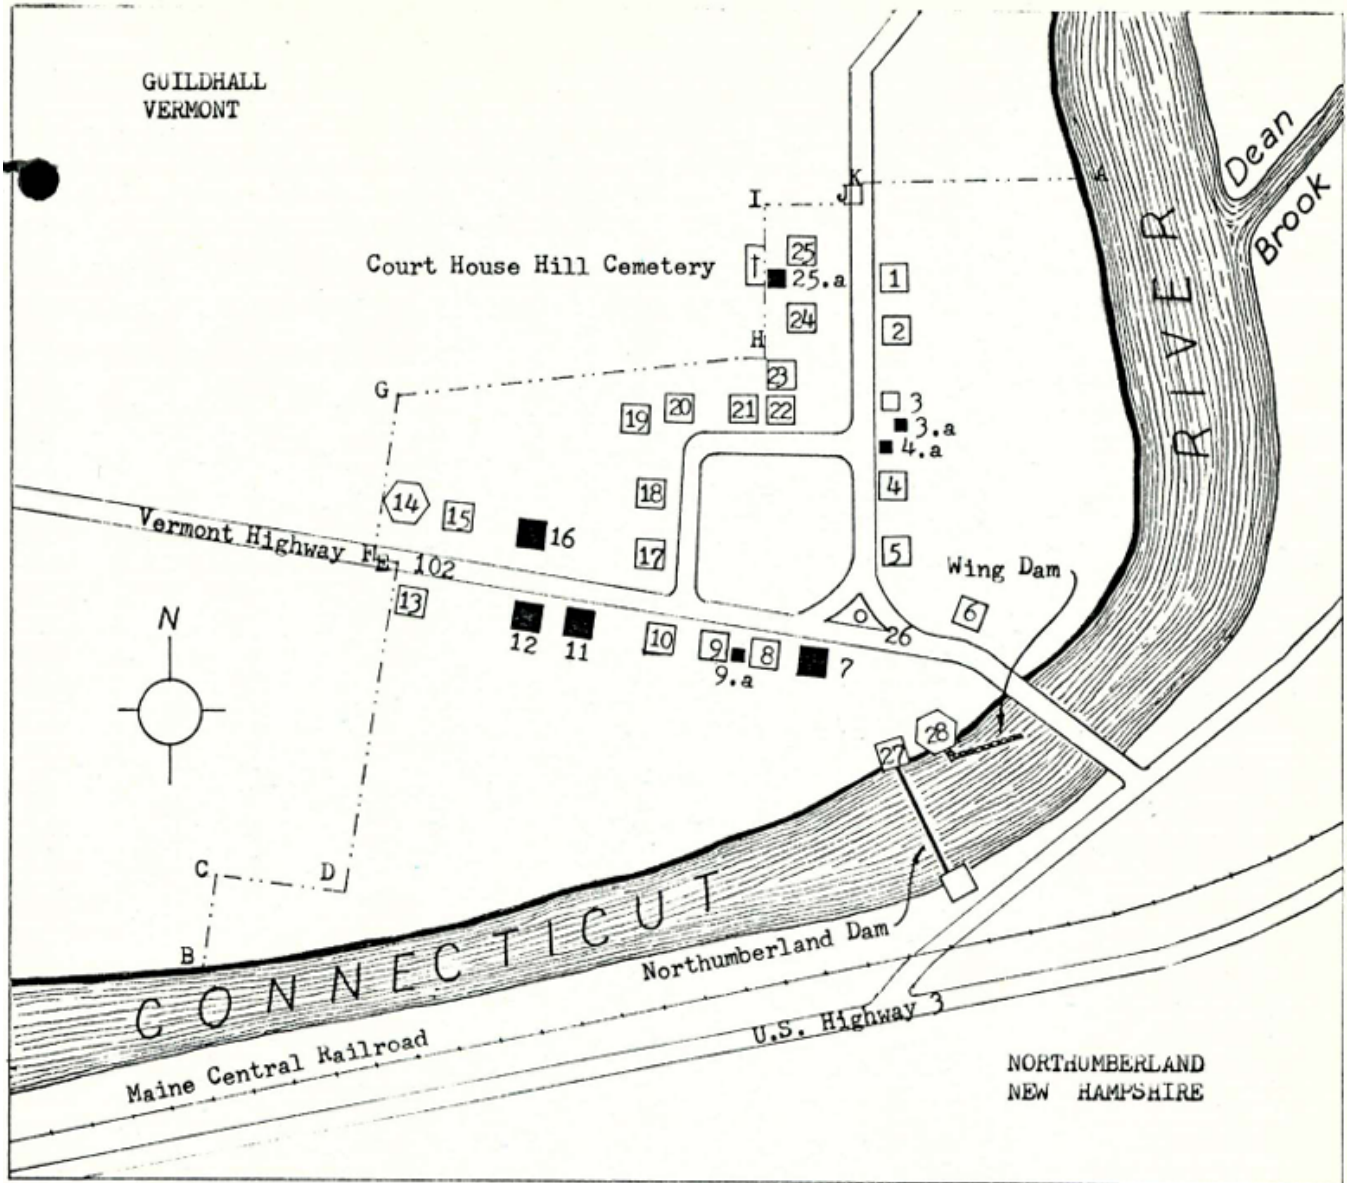 GUILDHALL
VERMONT
Dean
Brook
K
A
J
I
25
Court House Hill Cemetery
25.a
1
24
2
H
23
G
3
19
20
21
22
3.a
4.a
RIVER
14
15
18
4
16
17
5
Vermont Highway 102
F
E
Wing Dam
13
6
N
12
11
10
9
8
7
26
9.a
28
27
C
D
B
CONNECTICUT
Northumberland Dam
Maine Central Railroad
U.S. Highway 3
NORTHUMBERLAND
NEW HAMPSHIRE